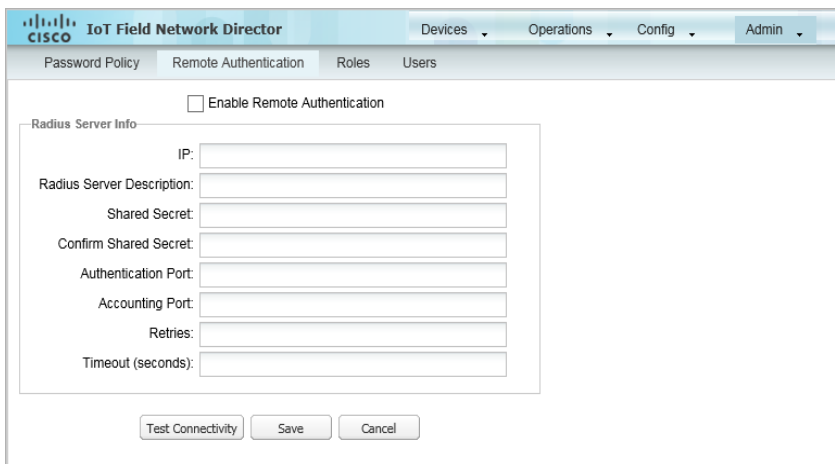 CISCO IoT Field Network Director Devices Operations Config Admin
Password Policy Remote Authentication Roles Users
Enable Remote Authentication
Radius Server Info
IP:
Radius Server Description:
Shared Secret:
Confirm Shared Secret:
Authentication Port:
Accounting Port:
Retries:
Timeout (seconds):
Test Connectivity Save Cancel